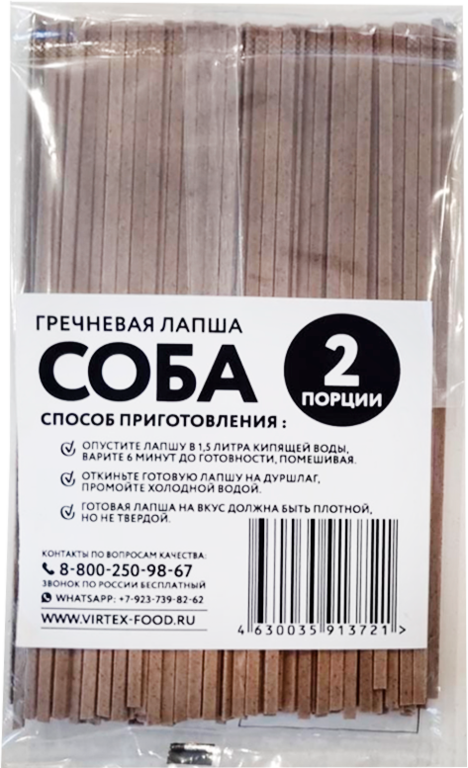 ГРЕЧНЕВАЯ ЛАПША
СОБА
2
ПОРЦИИ
СПОСОБ ПРИГОТОВЛЕНИЯ :
ОПУСТИТЕ ЛАПШУ В 1,5 ЛИТРА КИПЯЩЕЙ ВОДЫ,
ВАРИТЕ 6 МИНУТ ДО ГОТОВНОСТИ, ПОМЕШИВАЯ.
ОТКИНЬТЕ ГОТОВУЮ ЛАПШУ НА ДУРШЛАГ,
ПРОМОЙТЕ ХОЛОДНОЙ ВОДОЙ.
ГОТОВАЯ ЛАПША НА ВКУС ДОЛЖНА БЫТЬ ПЛОТНОЙ,
НО НЕ ТВЕРДОЙ.
КОНТАКТЫ ПО ВОПРОСАМ КАЧЕСТВА:
8-800-250-98-67
ЗВОНОК ПО РОССИИ БЕСПЛАТНЫЙ
WHATSAPP: +7-923-739-82-62
WWW.VIRTEX-FOOD.RU
4 630035 913721 >